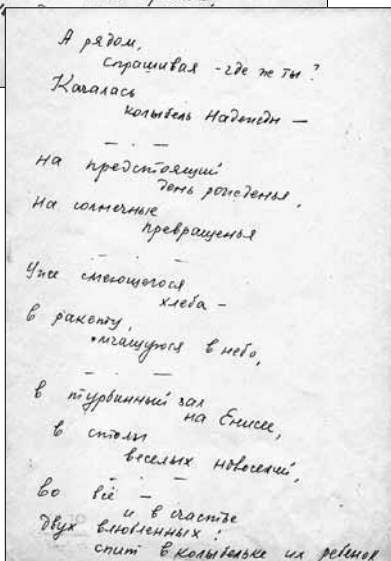 А рядом,
спрашивая - где же ты?
Качалась
колыбель Надежды —
— . —
на предстоящий
день рожденья,
на солнечные
превращенья
— . —
Уже смеющегося
хлеба -
в ракету,
мчащуюся в небо,
— . —
в турбинный зал
на Енисее,
в столы
веселых новоселий,
— . —
во всё —
и в счастье
двух влюбленных:
спит в колыбельке их ребенок